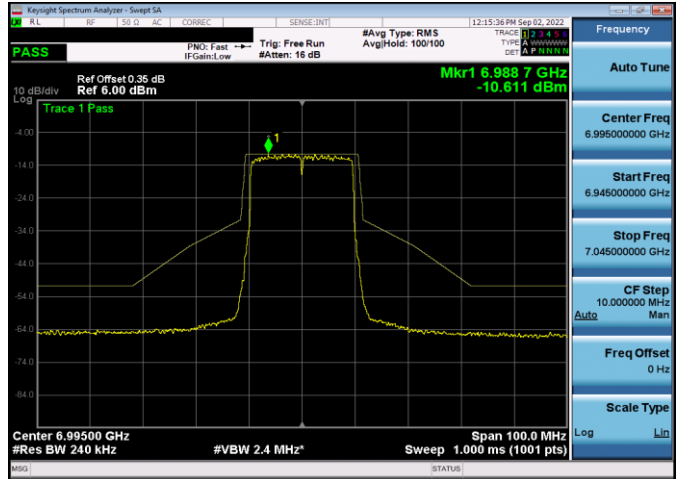 Keysight Spectrum Analyzer - Swept SA
RL RF 50 Ω AC CORREC SENSE:INT 12:15:36 PM Sep 02, 2022
PASS
PNO: Fast
IFGain:Low
Trig: Free Run
#Atten: 16 dB
#Avg Type: RMS
Avg|Hold: 100/100
TRACE 1 2 3 4 5 6
TYPE A WWWWW
DET A P N N N N
Mkr1 6.988 7 GHz
-10.611 dBm
Ref Offset 0.35 dB
10 dB/div Ref 6.00 dBm
Log
Trace 1 Pass
1
-4.00
-14.0
-24.0
-34.0
-44.0
-54.0
-64.0
-74.0
-84.0
Center 6.99500 GHz Span 100.0 MHz
#Res BW 240 kHz #VBW 2.4 MHz* Sweep 1.000 ms (1001 pts)
MSG STATUS
Frequency
Auto Tune
Center Freq
6.995000000 GHz
Start Freq
6.945000000 GHz
Stop Freq
7.045000000 GHz
CF Step
10.000000 MHz
Auto Man
Freq Offset
0 Hz
Scale Type
Log Lin